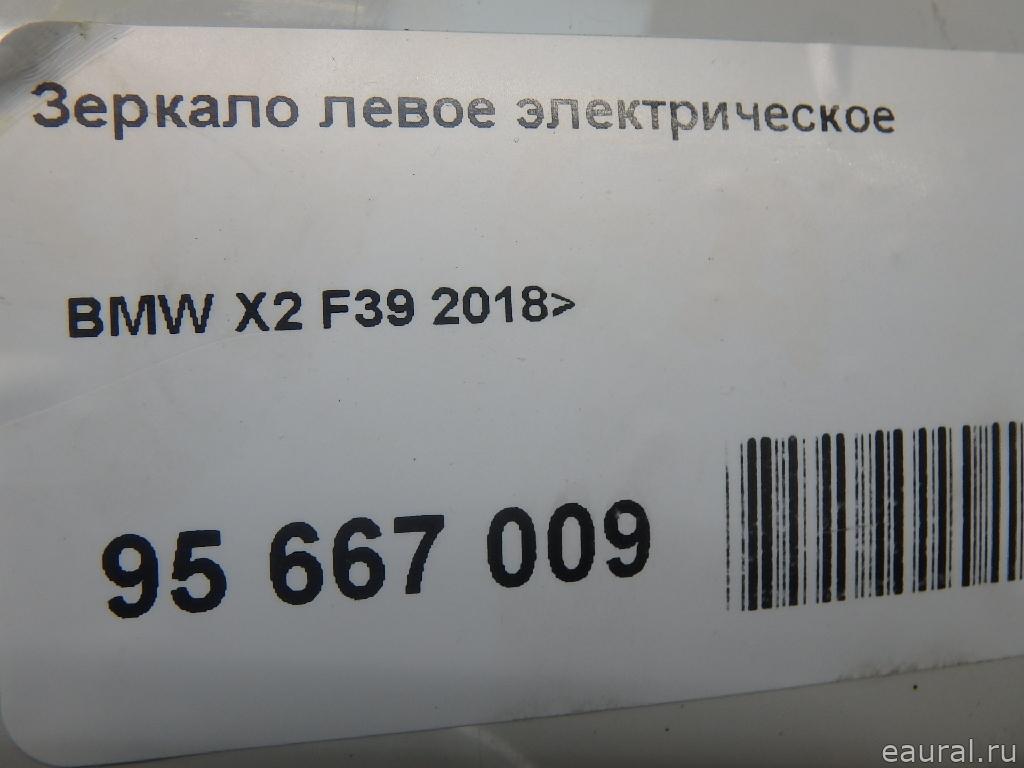 Зеркало левое электрическое
BMW X2 F39 2018>
95 667 009
eaural.ru